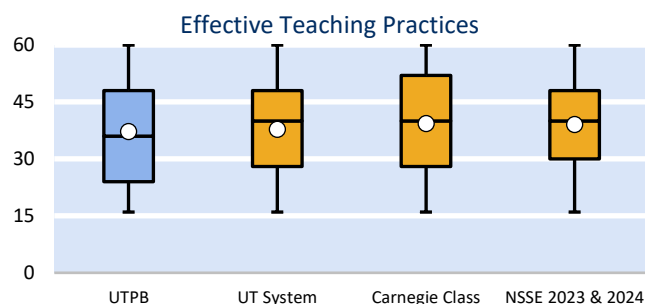 Effective Teaching Practices
60
45
30
15
0
UTPB UT System Carnegie Class NSSE 2023 & 2024